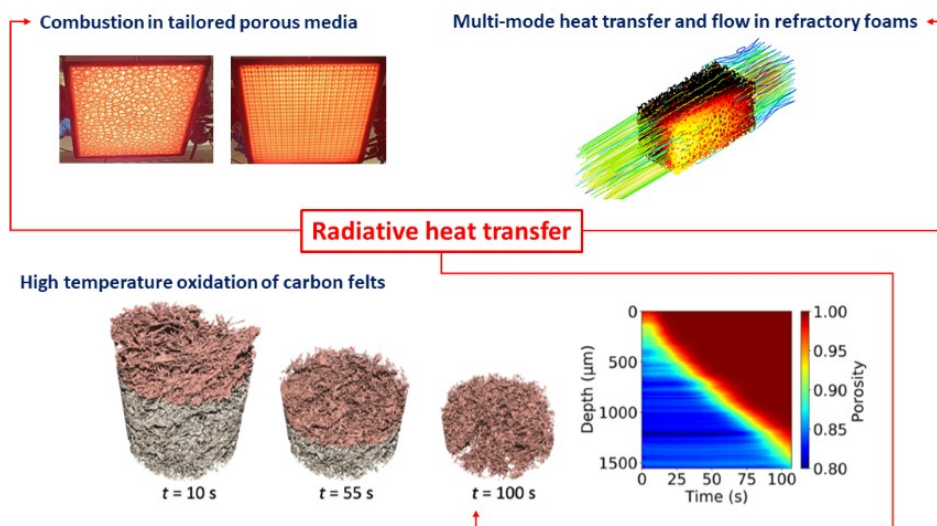 Combustion in tailored porous media
Multi-mode heat transfer and flow in refractory foams
Radiative heat transfer
High temperature oxidation of carbon felts
t = 10 s
t = 55 s
t = 100 s
0
500
1000
1500
Depth (µm)
0 25 50 75 100
Time (s)
1.00
0.95
0.90
0.85
0.80
Porosity